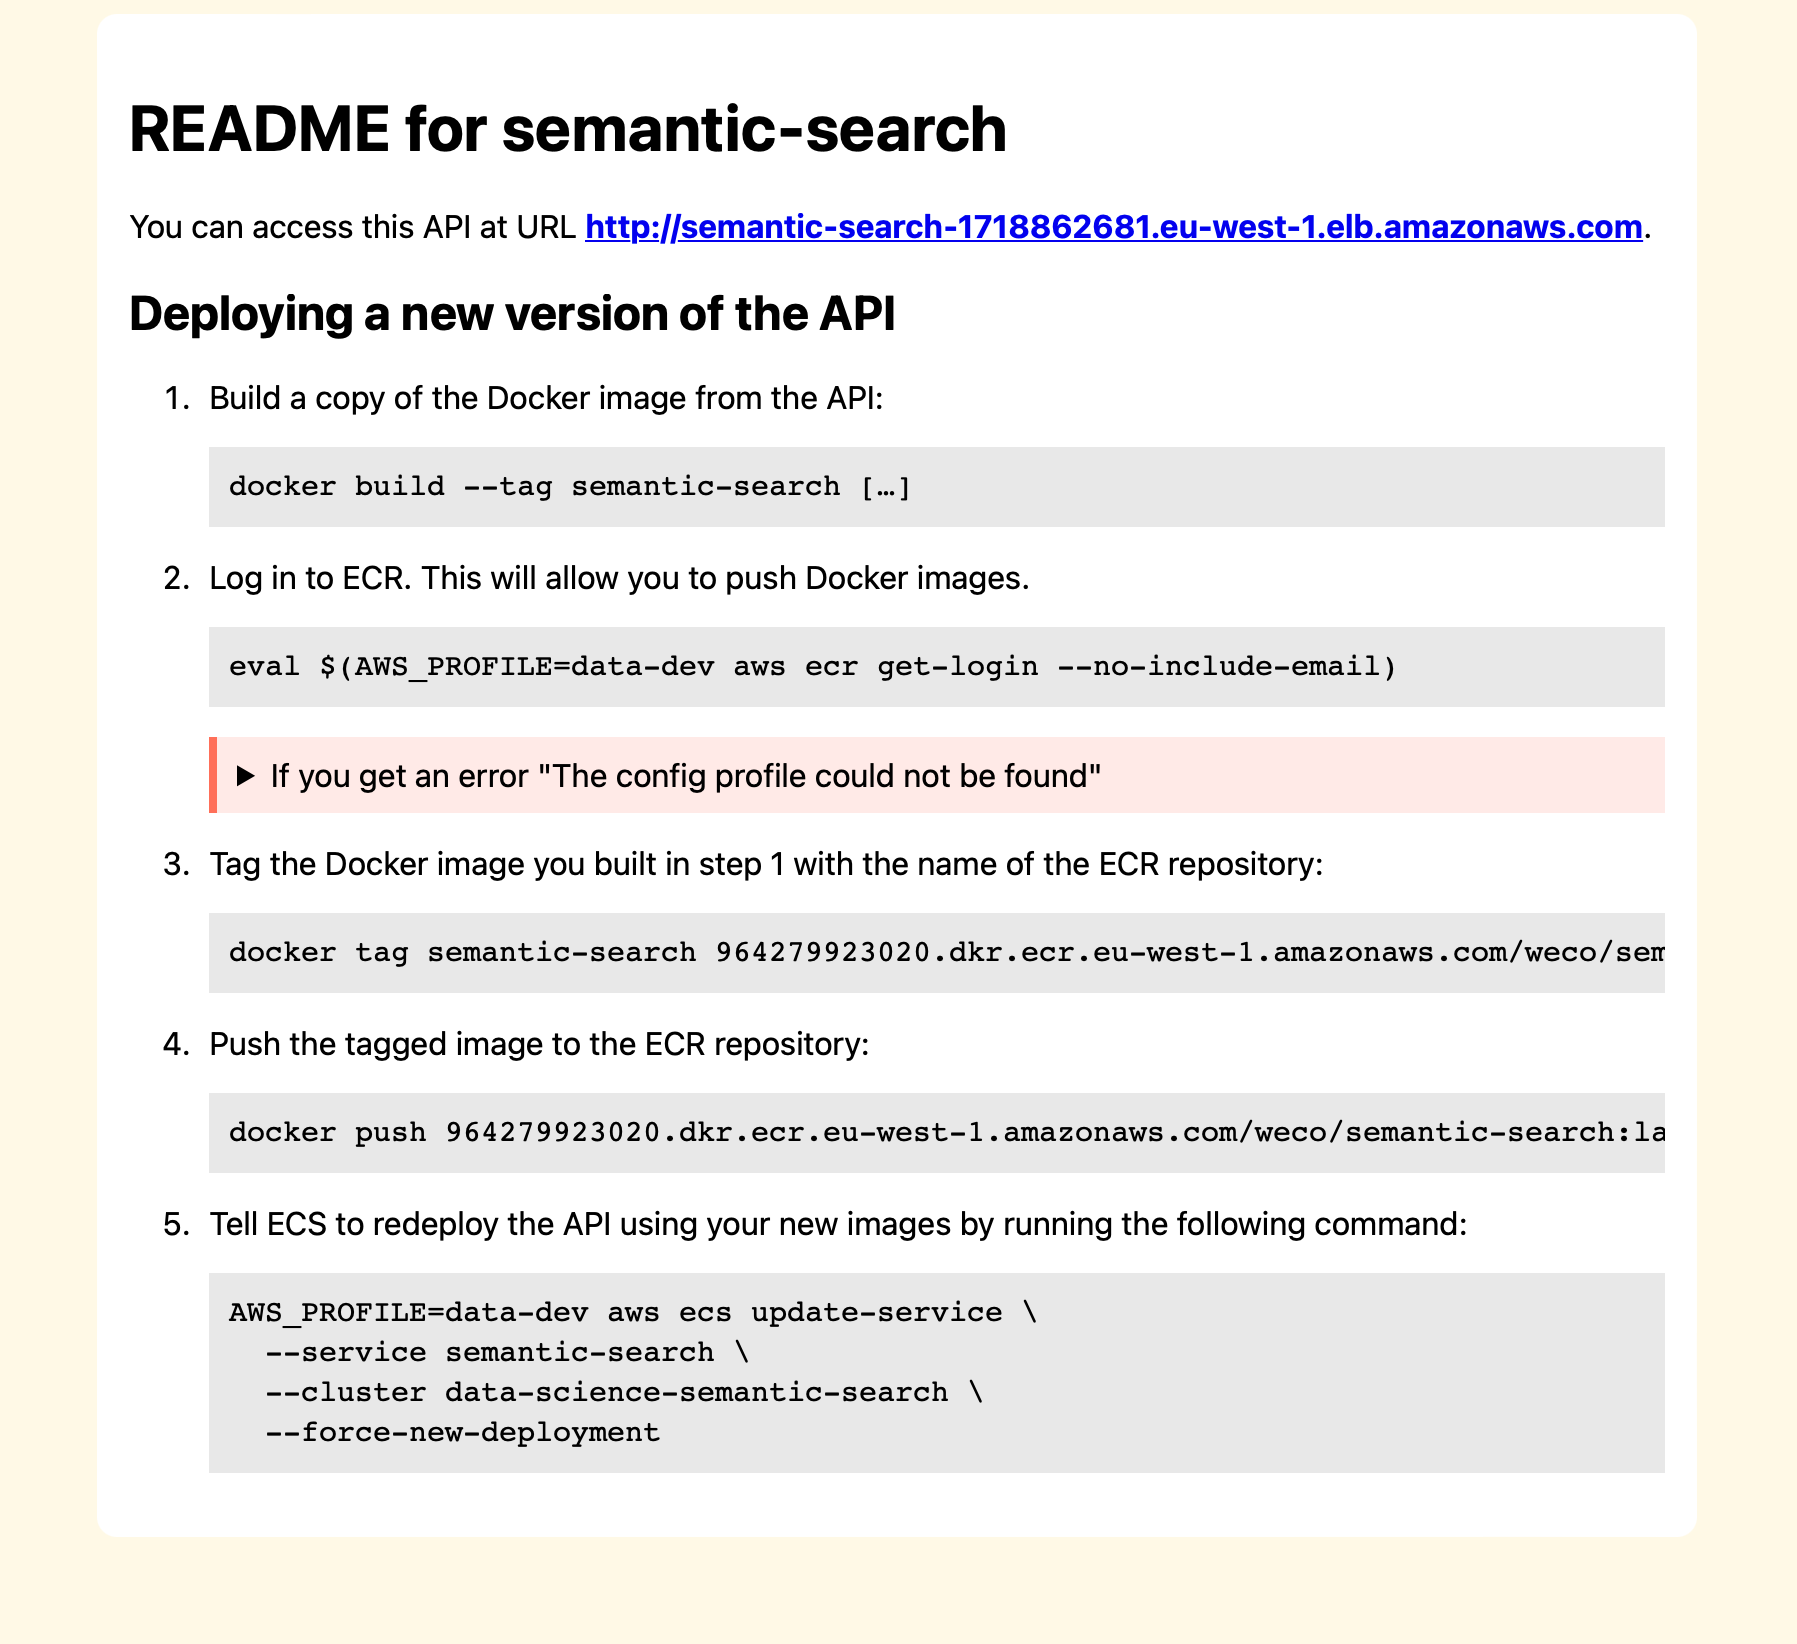 README for semantic-search
You can access this API at URL http://semantic-search-1718862681.eu-west-1.elb.amazonaws.com.
Deploying a new version of the API
1. Build a copy of the Docker image from the API:
docker build --tag semantic-search […]
2. Log in to ECR. This will allow you to push Docker images.
eval $(AWS_PROFILE=data-dev aws ecr get-login --no-include-email)
▶ If you get an error "The config profile could not be found"
3. Tag the Docker image you built in step 1 with the name of the ECR repository:
docker tag semantic-search 964279923020.dkr.ecr.eu-west-1.amazonaws.com/weco/sem
4. Push the tagged image to the ECR repository:
docker push 964279923020.dkr.ecr.eu-west-1.amazonaws.com/weco/semantic-search:la
5. Tell ECS to redeploy the API using your new images by running the following command:
AWS_PROFILE=data-dev aws ecs update-service \
--service semantic-search \
--cluster data-science-semantic-search \
--force-new-deployment